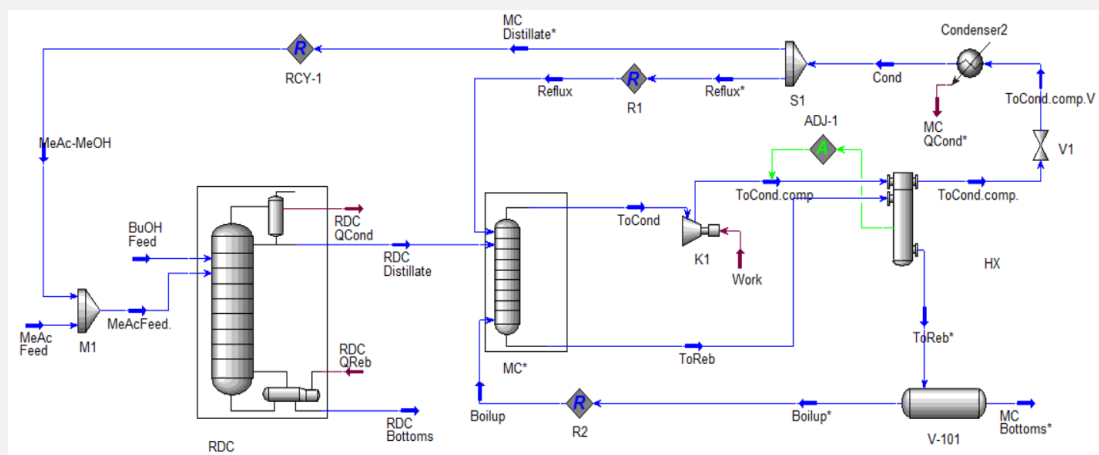 MC
Distillate*
Condenser2
R
RCY-1
Reflux
R
R1
Reflux*
S1
Cond
ToCond.comp.V
MC
QCond*
ADJ-1
A
V1
MeAc-MeOH
ToCond.comp
ToCond.comp.
BuOH
Feed
RDC
QCond
RDC
Distillate
ToCond
K1
Work
HX
MeAc
Feed
M1
MeAcFeed.
RDC
QReb
MC*
ToReb
ToReb*
RDC
Bottoms
RDC
Boilup
R
R2
Boilup*
V-101
MC
Bottoms*